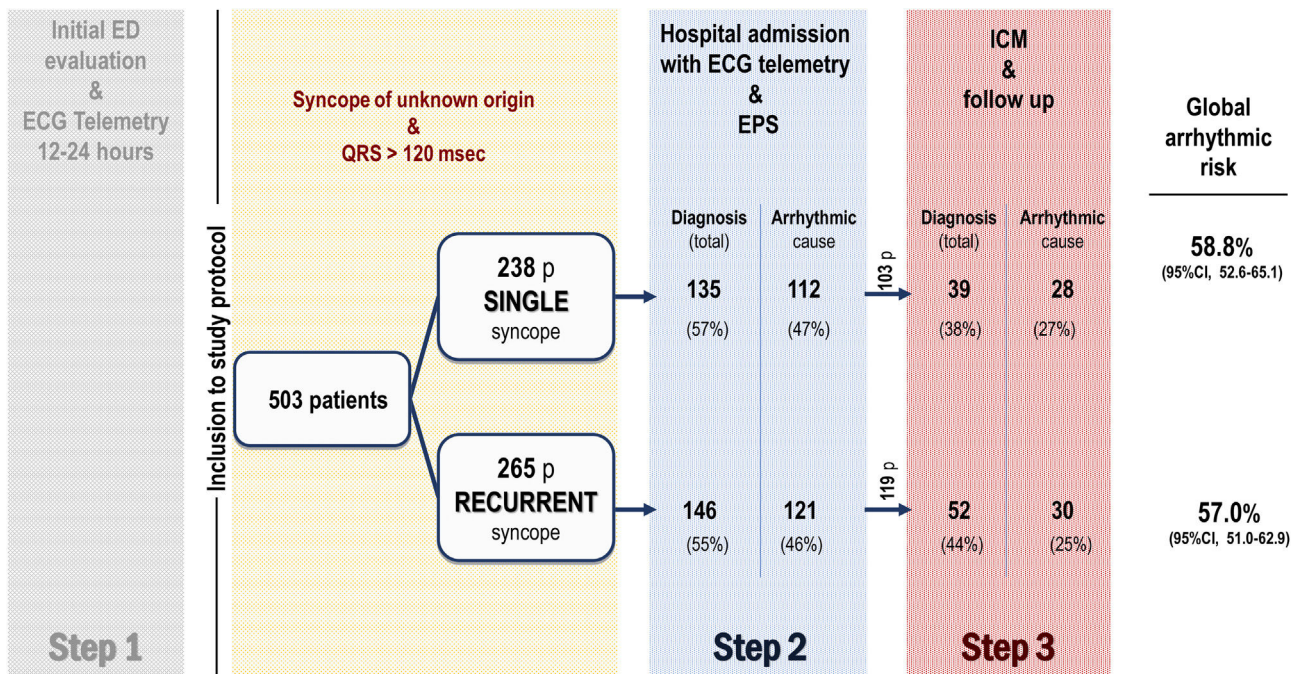 Initial ED
evaluation
&
ECG Telemetry
12-24 hours
Step 1
Inclusion to study protocol
Syncope of unknown origin
&
QRS > 120 msec
503 patients
238 p
SINGLE
syncope
265 p
RECURRENT
syncope
Hospital admission
with ECG telemetry
&
EPS
Diagnosis
(total)
Arrhythmic
cause
135
(57%)
112
(47%)
146
(55%)
121
(46%)
Step 2
103 p
119 p
ICM
&
follow up
Diagnosis
(total)
Arrhythmic
cause
39
(38%)
28
(27%)
52
(44%)
30
(25%)
Step 3
Global
arrhythmic
risk
58.8%
(95%CI, 52.6-65.1)
57.0%
(95%CI, 51.0-62.9)